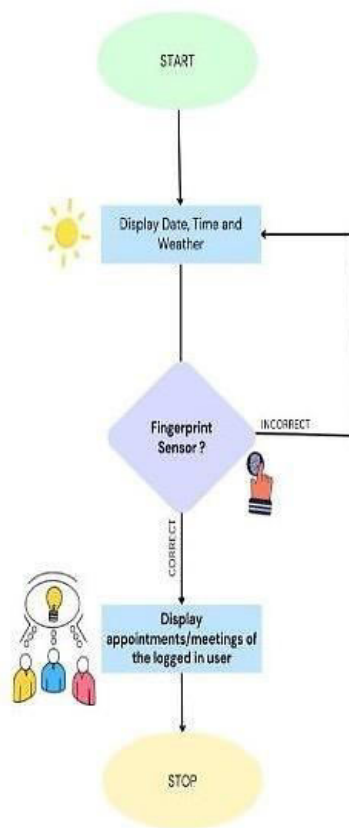 START
Display Date, Time and
Weather
Fingerprint
Sensor ?
INCORRECT
CORRECT
Display
appointments/meetings of
the logged in user
STOP